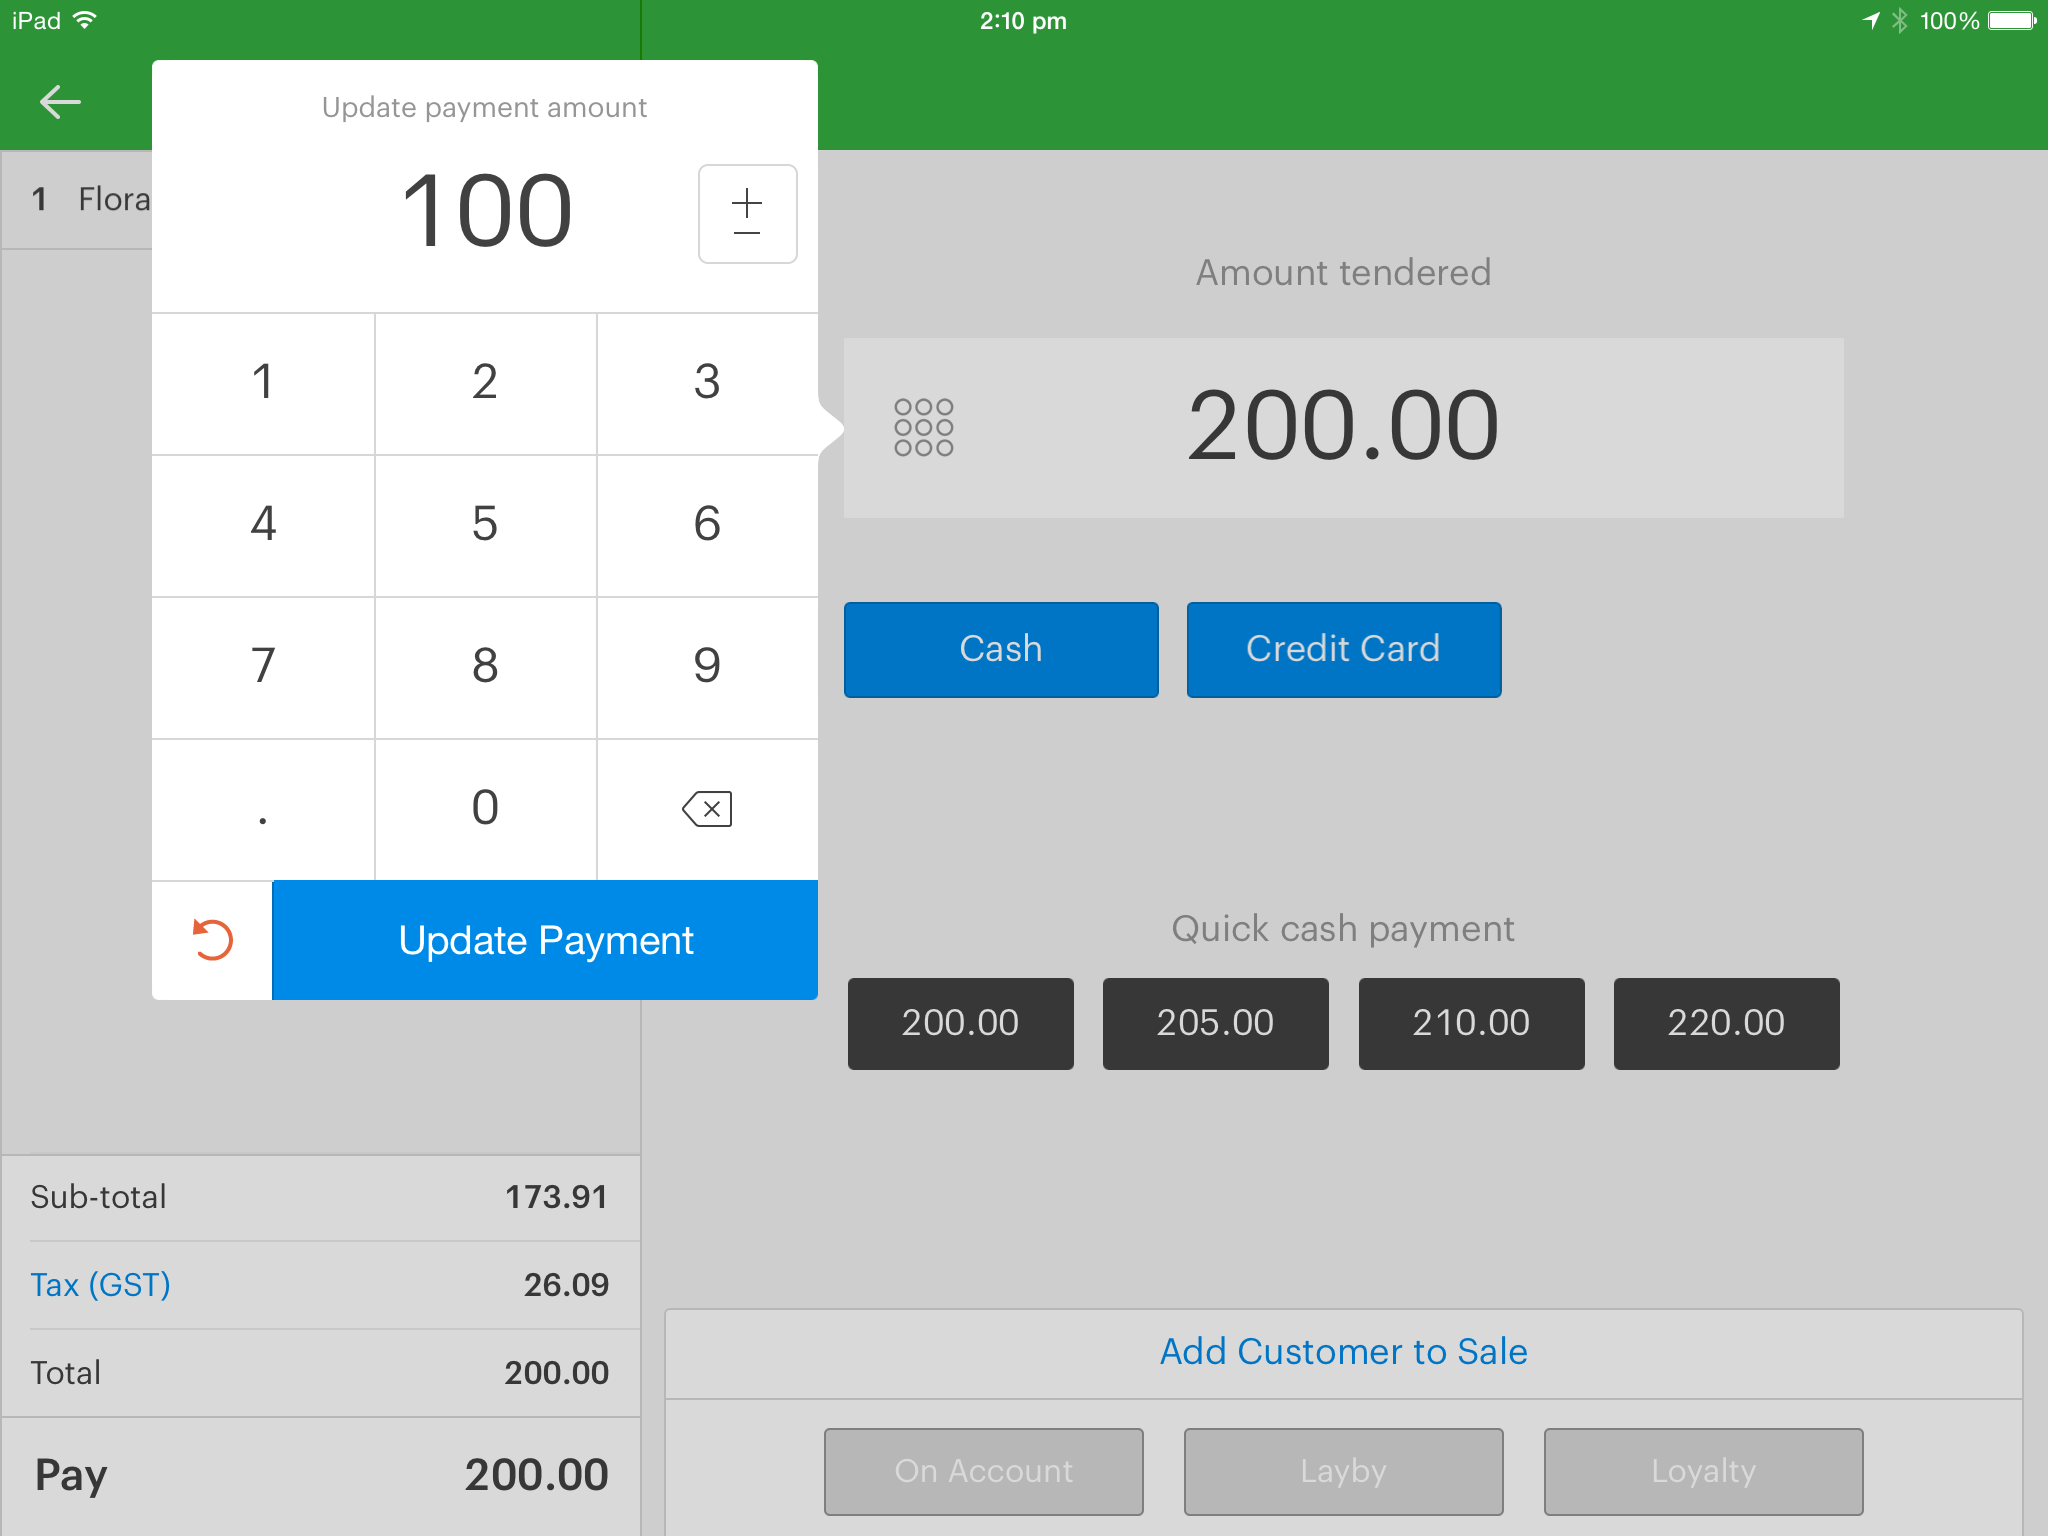 iPad 2:10 pm 100%
Update payment amount
100
+
−
1 Flora
1 2 3
4 5 6
7 8 9
. 0
Update Payment
Amount tendered
200.00
Cash Credit Card
Quick cash payment
200.00 205.00 210.00 220.00
Sub-total 173.91
Tax (GST) 26.09
Total 200.00
Pay 200.00
Add Customer to Sale
On Account Layby Loyalty